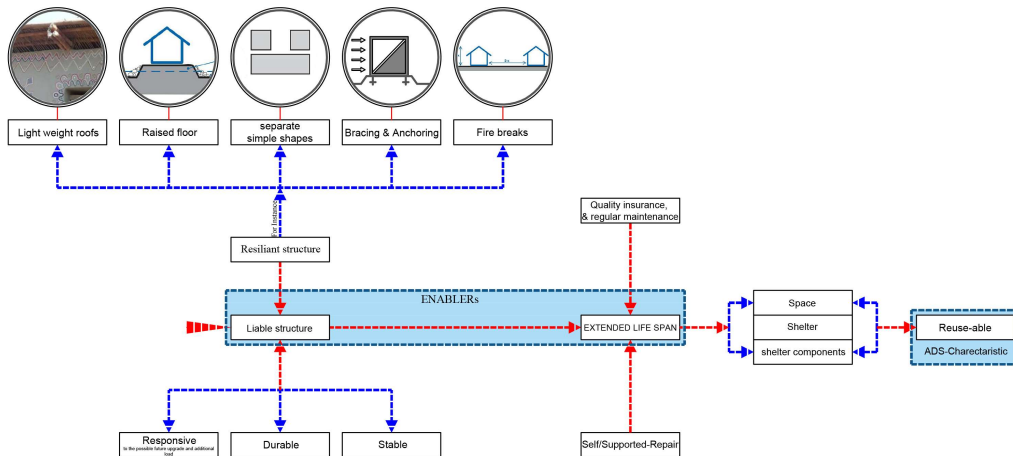 Light weight roofs
Raised floor
separate
simple shapes
Bracing & Anchoring
Fire breaks
For Instance
Quality insurance,
& regular maintenance
Resiliant structure
ENABLERs
Liable structure
EXTENDED LIFE SPAN
Space
Shelter
shelter components
Reuse-able
ADS-Charectaristic
Responsive
to the possible future upgrade and additional
load
Durable
Stable
Self/Supported-Repair